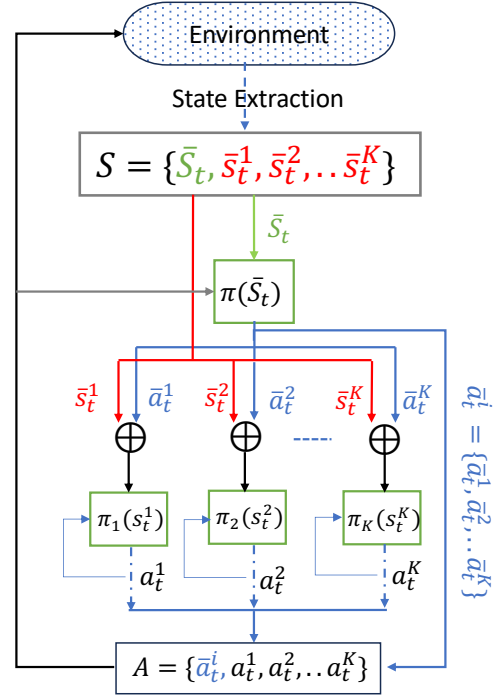 Environment
State Extraction
S = {S̄_t, s̄_t^1, s̄_t^2, . . s̄_t^K}
S̄_t
π(S̄_t)
s̄_t^1 ā_t^1 s̄_t^2 ā_t^2 s̄_t^K ā_t^K
ā_t^i = {ā_t^1, ā_t^2, . . ā_t^K}
π_1(s_t^1) π_2(s_t^2) π_K(s_t^K)
a_t^1 a_t^2 a_t^K
A = {ā_t^i, a_t^1, a_t^2, . . a_t^K}